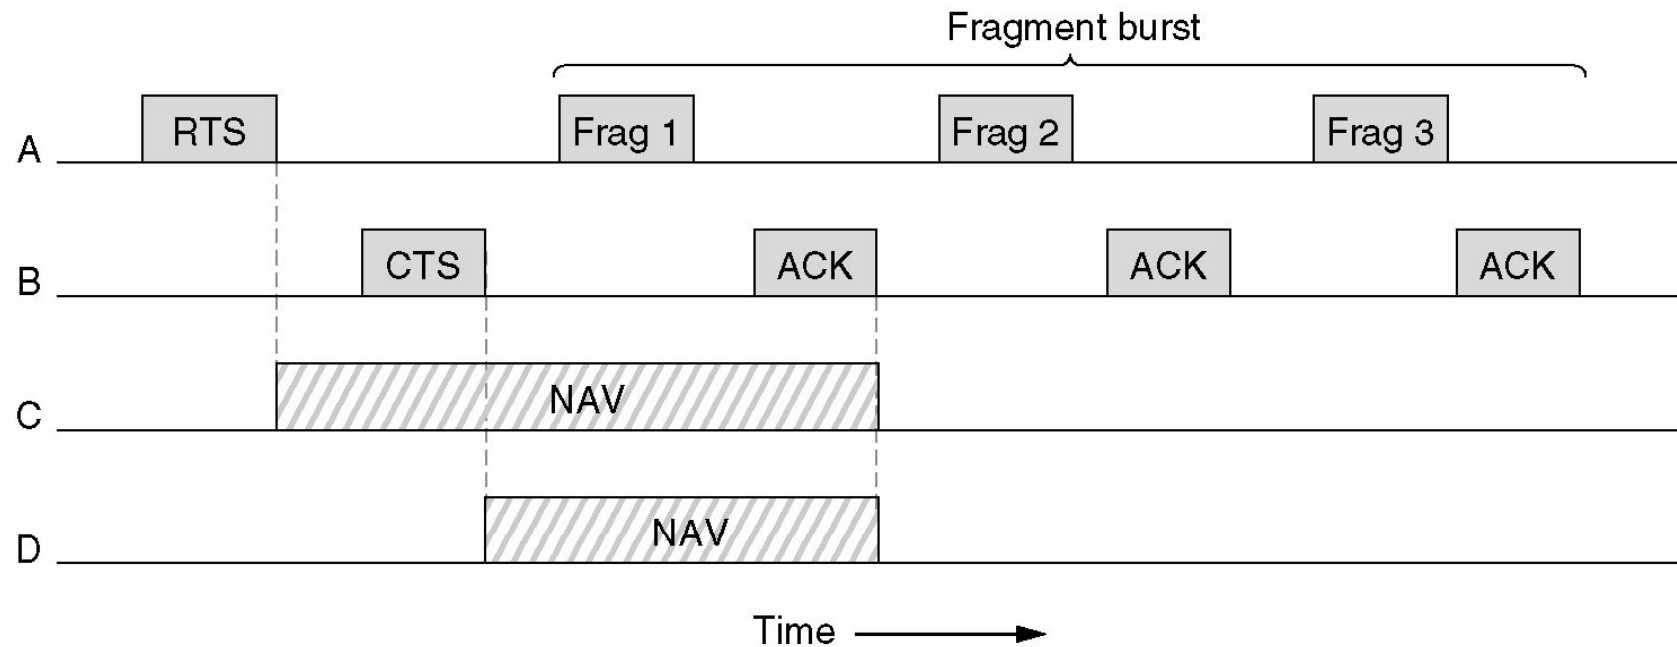 Fragment burst
A RTS Frag 1 Frag 2 Frag 3
B CTS ACK ACK ACK
C NAV
D NAV
Time